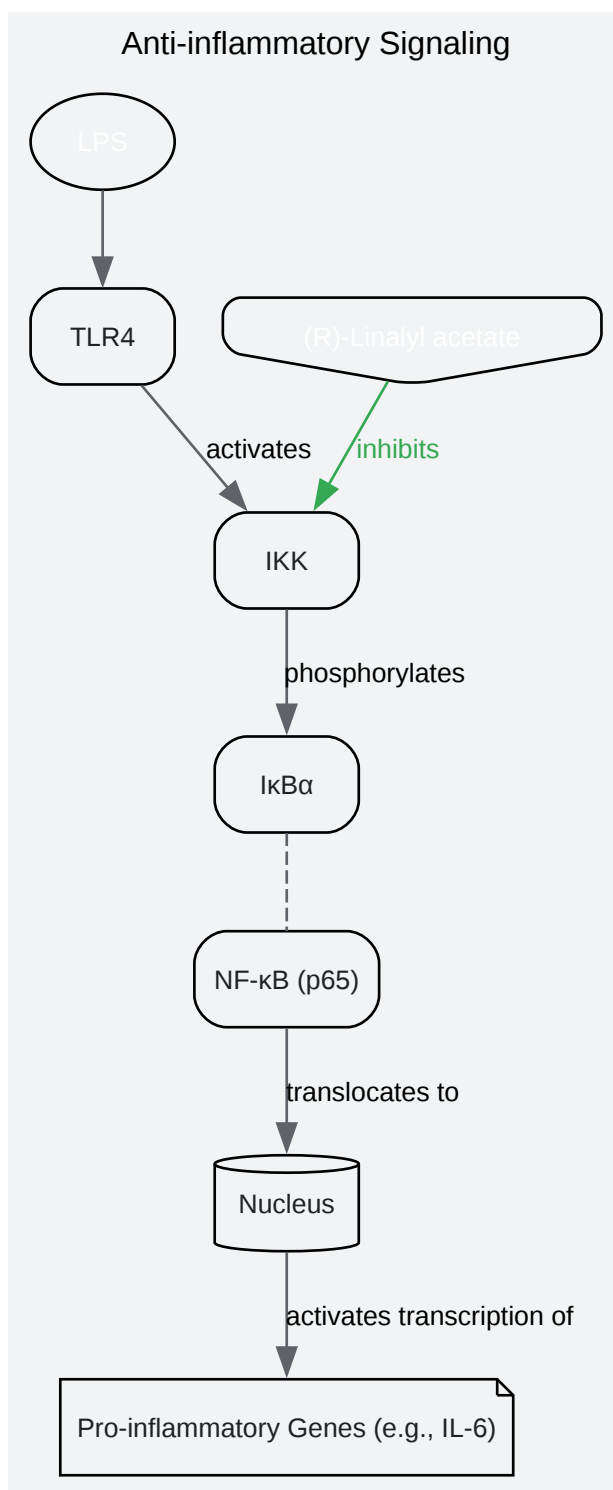 Anti-inflammatory Signaling
LPS
TLR4
(R)-Linalyl acetate
activates
inhibits
IKK
phosphorylates
IκBα
NF-κB (p65)
translocates to
Nucleus
activates transcription of
Pro-inflammatory Genes (e.g., IL-6)